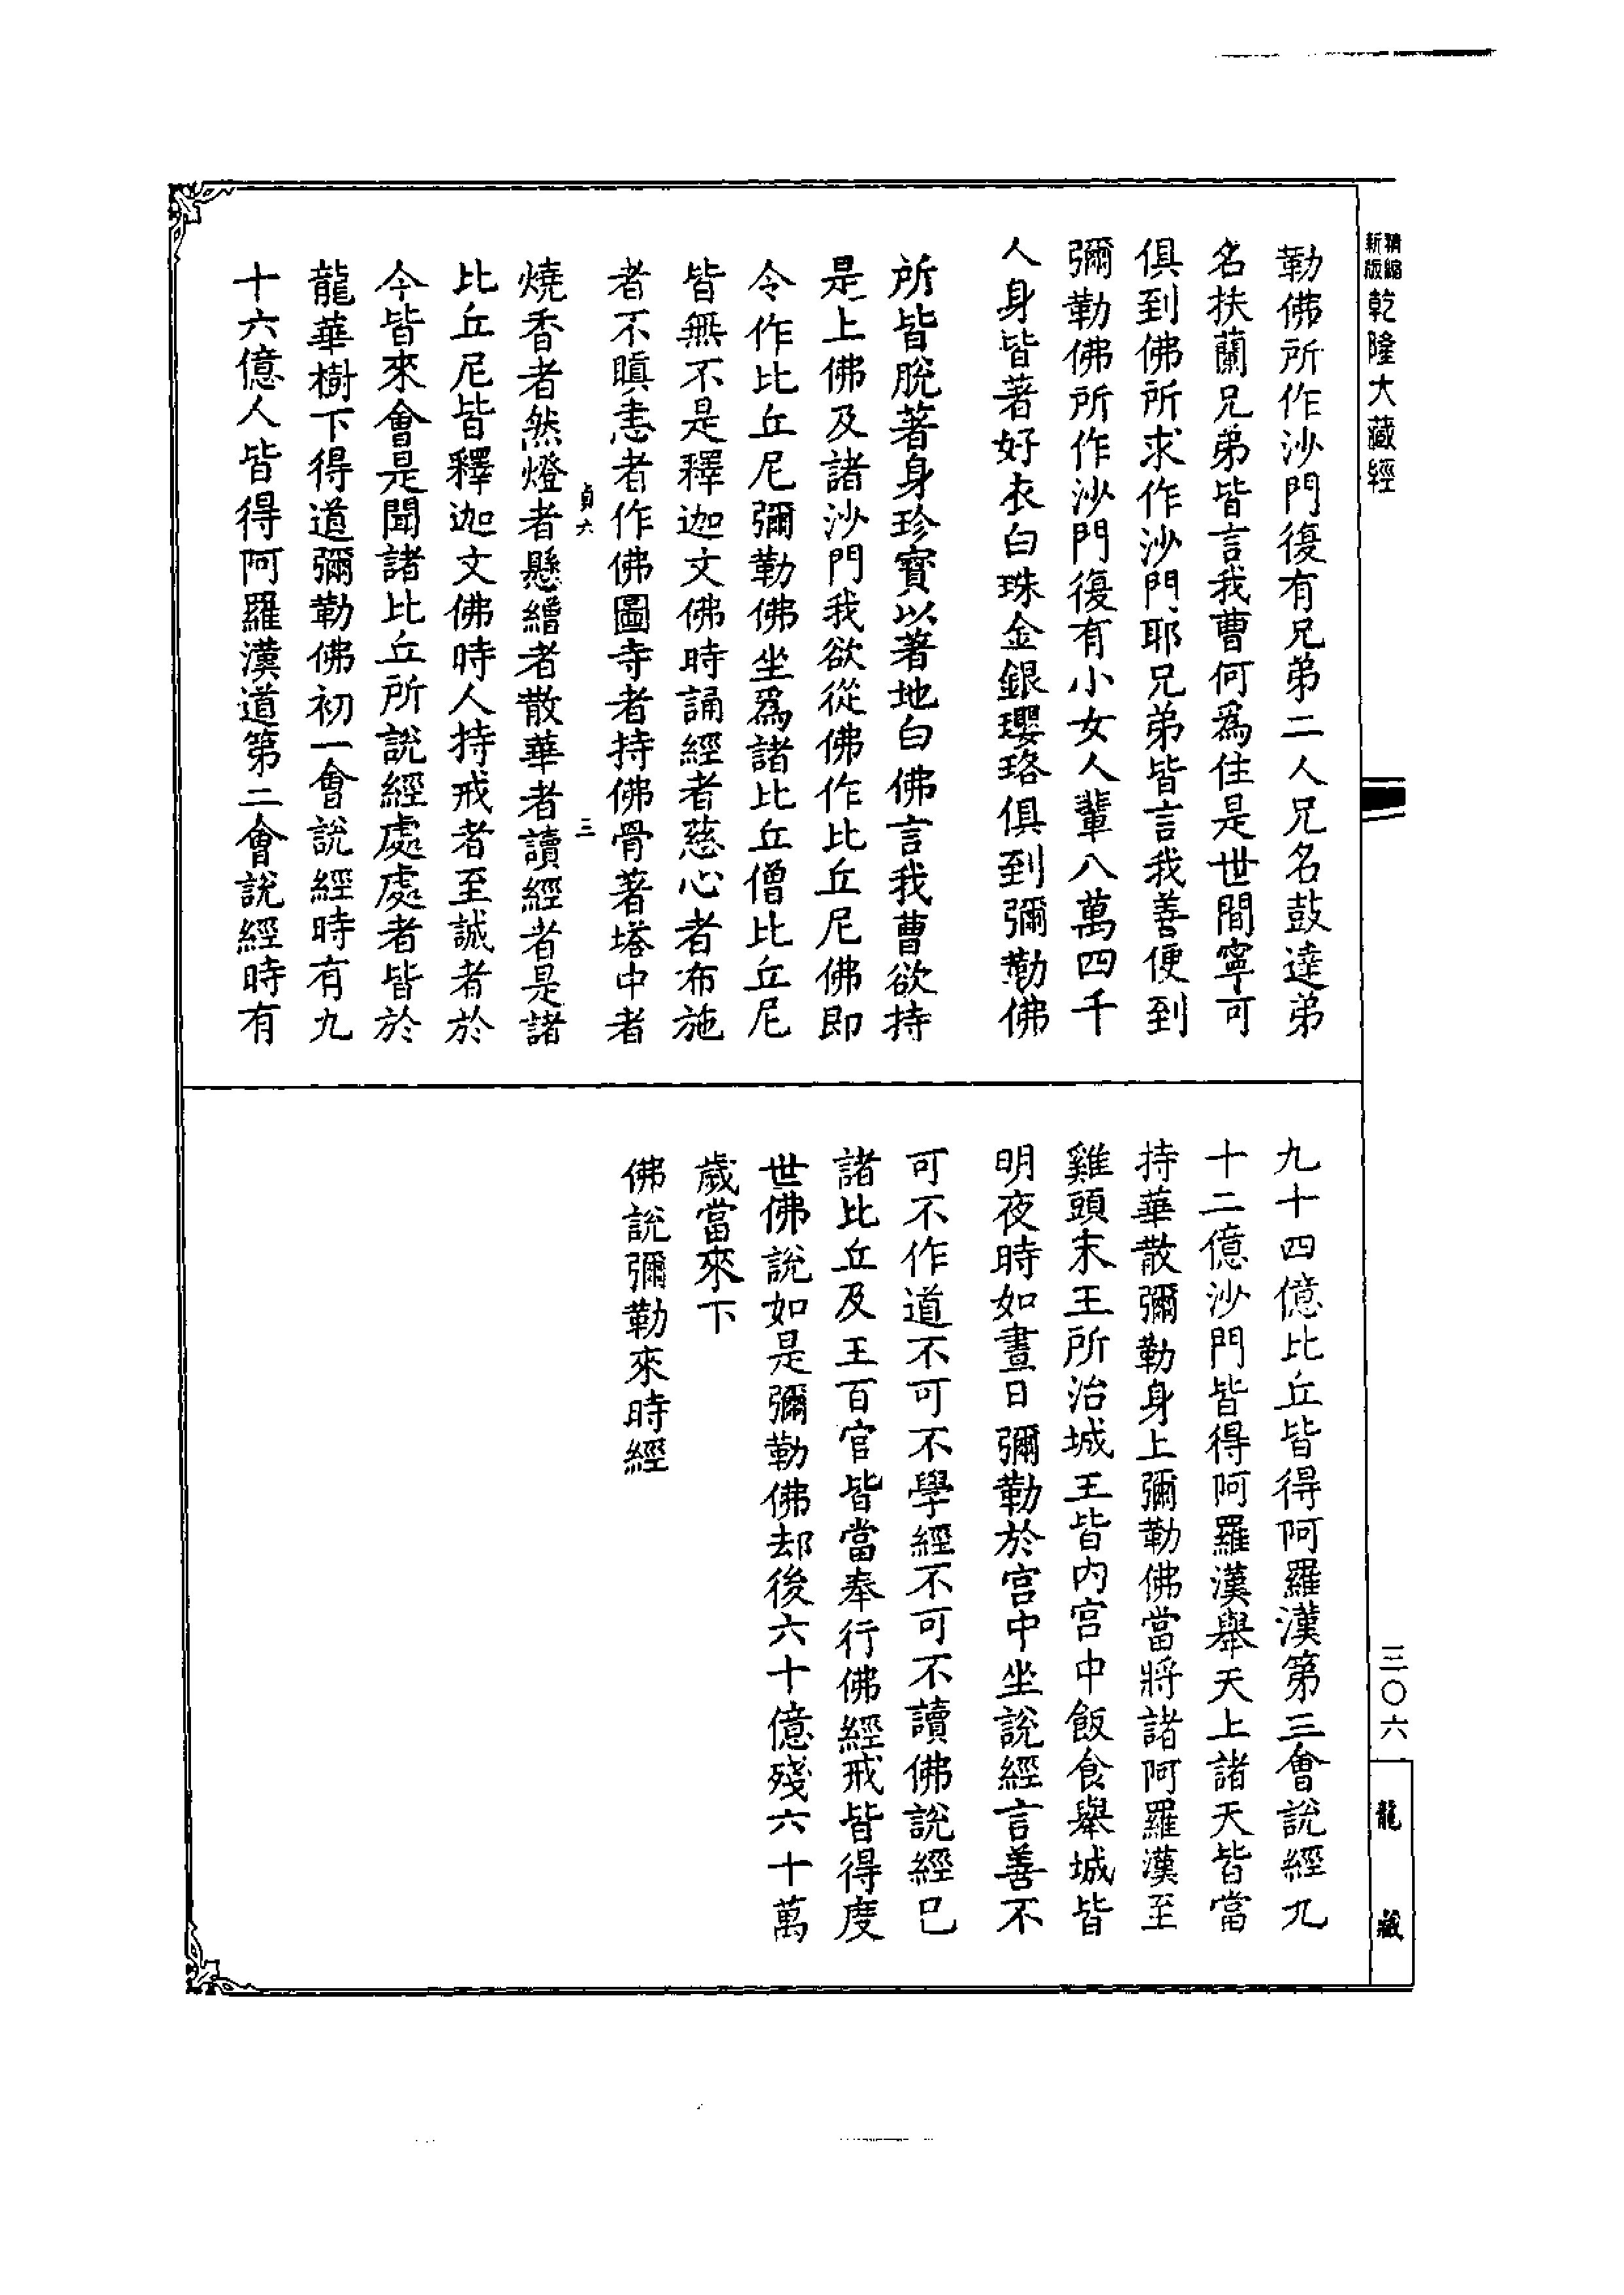 精縮新版乾隆大藏經
三〇六
龍藏
勒佛所作沙門復有兄弟二人兄名鼓達弟
名扶蘭兄弟皆言我曹何為住是世間寧可
俱到佛所求作沙門耶兄弟皆言我善便到
彌勒佛所作沙門復有小女人輩八萬四千
人身皆著好衣白珠金銀瓔珞俱到彌勒佛
所皆脫著身珍寶以著地白佛言我曹欲持
是上佛及諸沙門我欲從佛作比丘尼佛即
令作比丘尼彌勒佛坐為諸比丘僧比丘尼
皆無不是釋迦文佛時誦經者慈心者布施
者不瞋恚者作佛圖寺者持佛骨著塔中者
貞六
三
燒香者然燈者懸繒者散華者讀經者是諸
比丘尼皆釋迦文佛時人持戒者至誠者於
今皆來會是聞諸比丘所說經處處者皆於
龍華樹下得道彌勒佛初一會說經時有九
十六億人皆得阿羅漢道第二會說經時有
九十四億比丘皆得阿羅漢第三會說經九
十二億沙門皆得阿羅漢舉天上諸天皆當
持華散彌勒身上彌勒佛當將諸阿羅漢至
雞頭末王所治城王皆內宮中飯食舉城皆
明夜時如晝日彌勒於宮中坐說經言善不
可不作道不可不學經不可不讀佛說經已
諸比丘及王百官皆當奉行佛經戒皆得度
世佛說如是彌勒佛却後六十億殘六十萬
歲當來下
佛說彌勒來時經